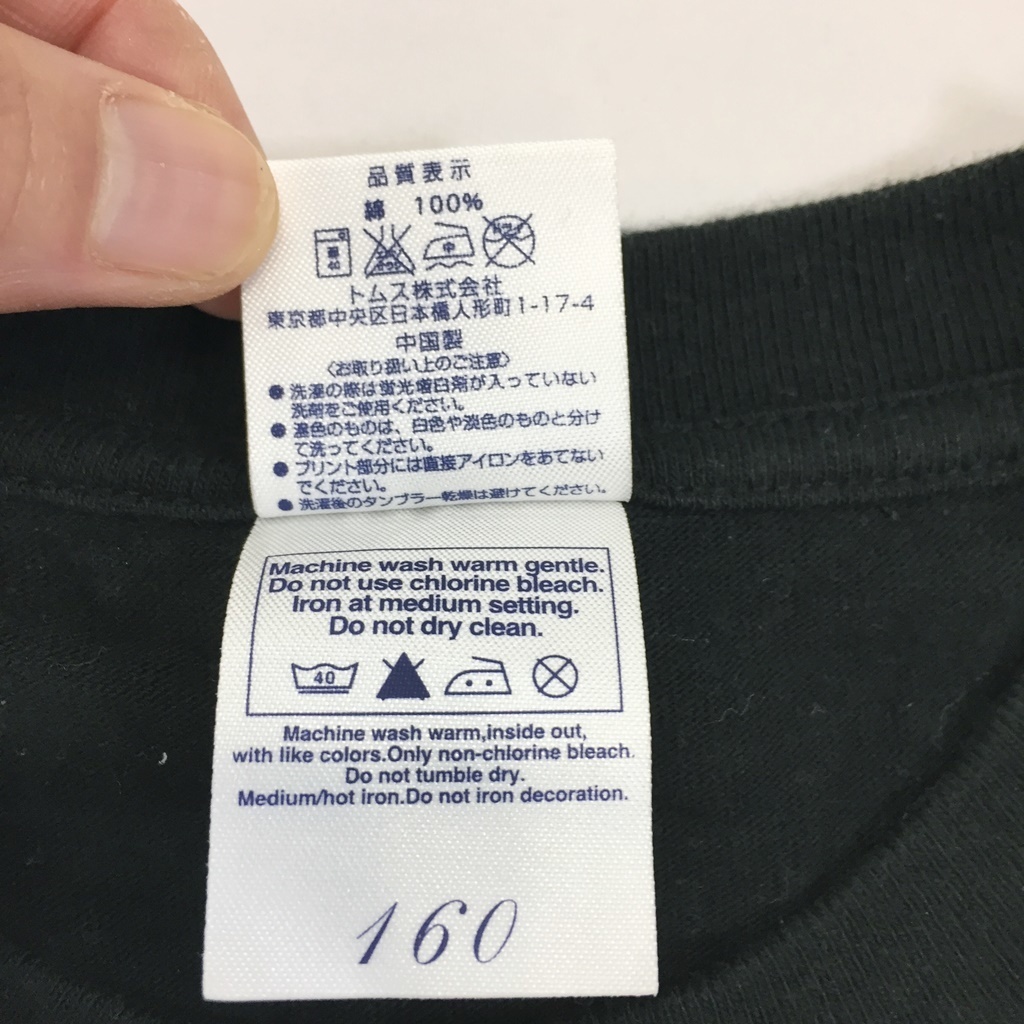 品質表示
綿 100%
中
トムス株式会社
東京都中央区日本橋人形町1-17-4
中国製
〈お取り扱い上のご注意〉
● 洗濯の際は蛍光増白剤が入っていない
洗剤をご使用ください。
● 濃色のものは、白色や淡色のものと分け
て洗ってください。
● プリント部分には直接アイロンをあてない
でください。
● 洗濯後のタンブラー乾燥は避けてください。
Machine wash warm gentle.
Do not use chlorine bleach.
Iron at medium setting.
Do not dry clean.
40
Machine wash warm,inside out,
with like colors.Only non-chlorine bleach.
Do not tumble dry.
Medium/hot iron.Do not iron decoration.
160